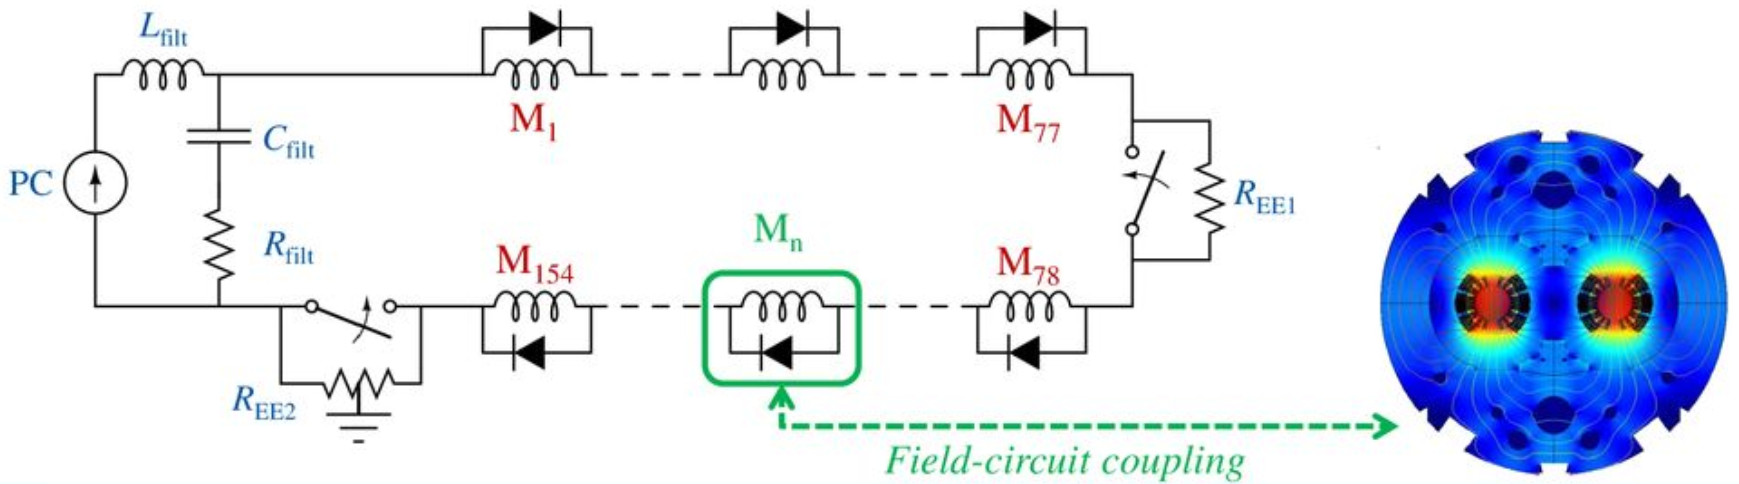 L_filt
M_1
M_77
C_filt
PC
R_filt
R_EE1
M_154
M_n
M_78
R_EE2
Field-circuit coupling